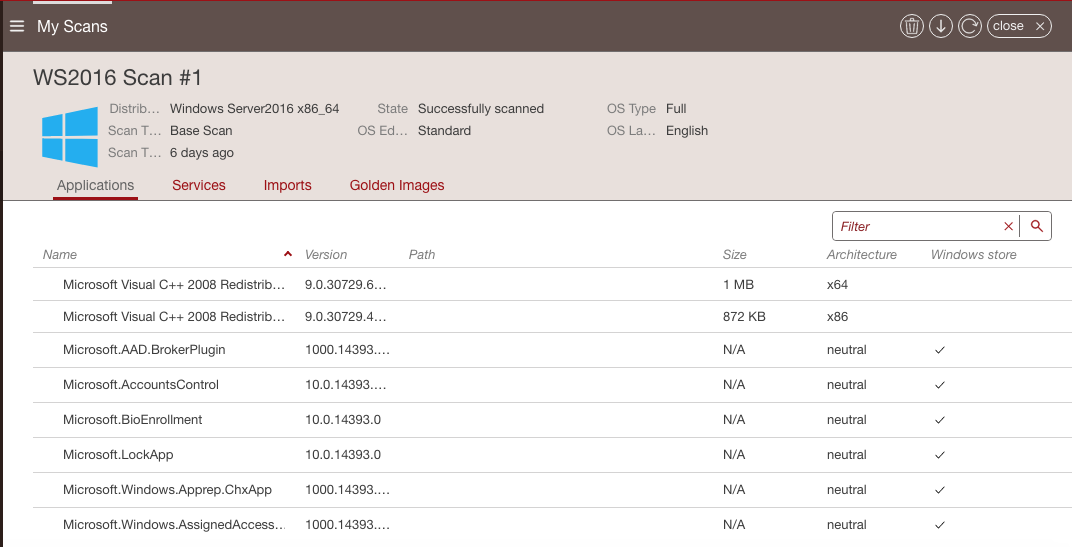 My Scans
close
WS2016 Scan #1
Distrib… Windows Server2016 x86_64 State Successfully scanned OS Type Full
Scan T… Base Scan OS Ed… Standard OS La… English
Scan T… 6 days ago
Applications Services Imports Golden Images
Filter
Name Version Path Size Architecture Windows store
Microsoft Visual C++ 2008 Redistrib… 9.0.30729.6… 1 MB x64
Microsoft Visual C++ 2008 Redistrib… 9.0.30729.4… 872 KB x86
Microsoft.AAD.BrokerPlugin 1000.14393.… N/A neutral ✓
Microsoft.AccountsControl 10.0.14393.… N/A neutral ✓
Microsoft.BioEnrollment 10.0.14393.0 N/A neutral ✓
Microsoft.LockApp 10.0.14393.0 N/A neutral ✓
Microsoft.Windows.Apprep.ChxApp 1000.14393.… N/A neutral ✓
Microsoft.Windows.AssignedAccess… 1000.14393.… N/A neutral ✓